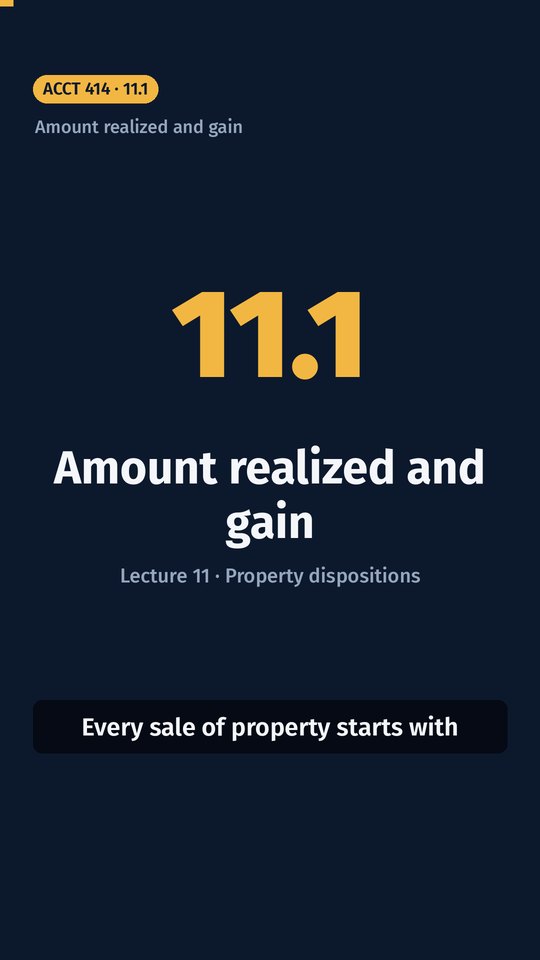 ACCT 414 · 11.1
Amount realized and gain
11.1
Amount realized and
gain
Lecture 11 · Property dispositions
Every sale of property starts with